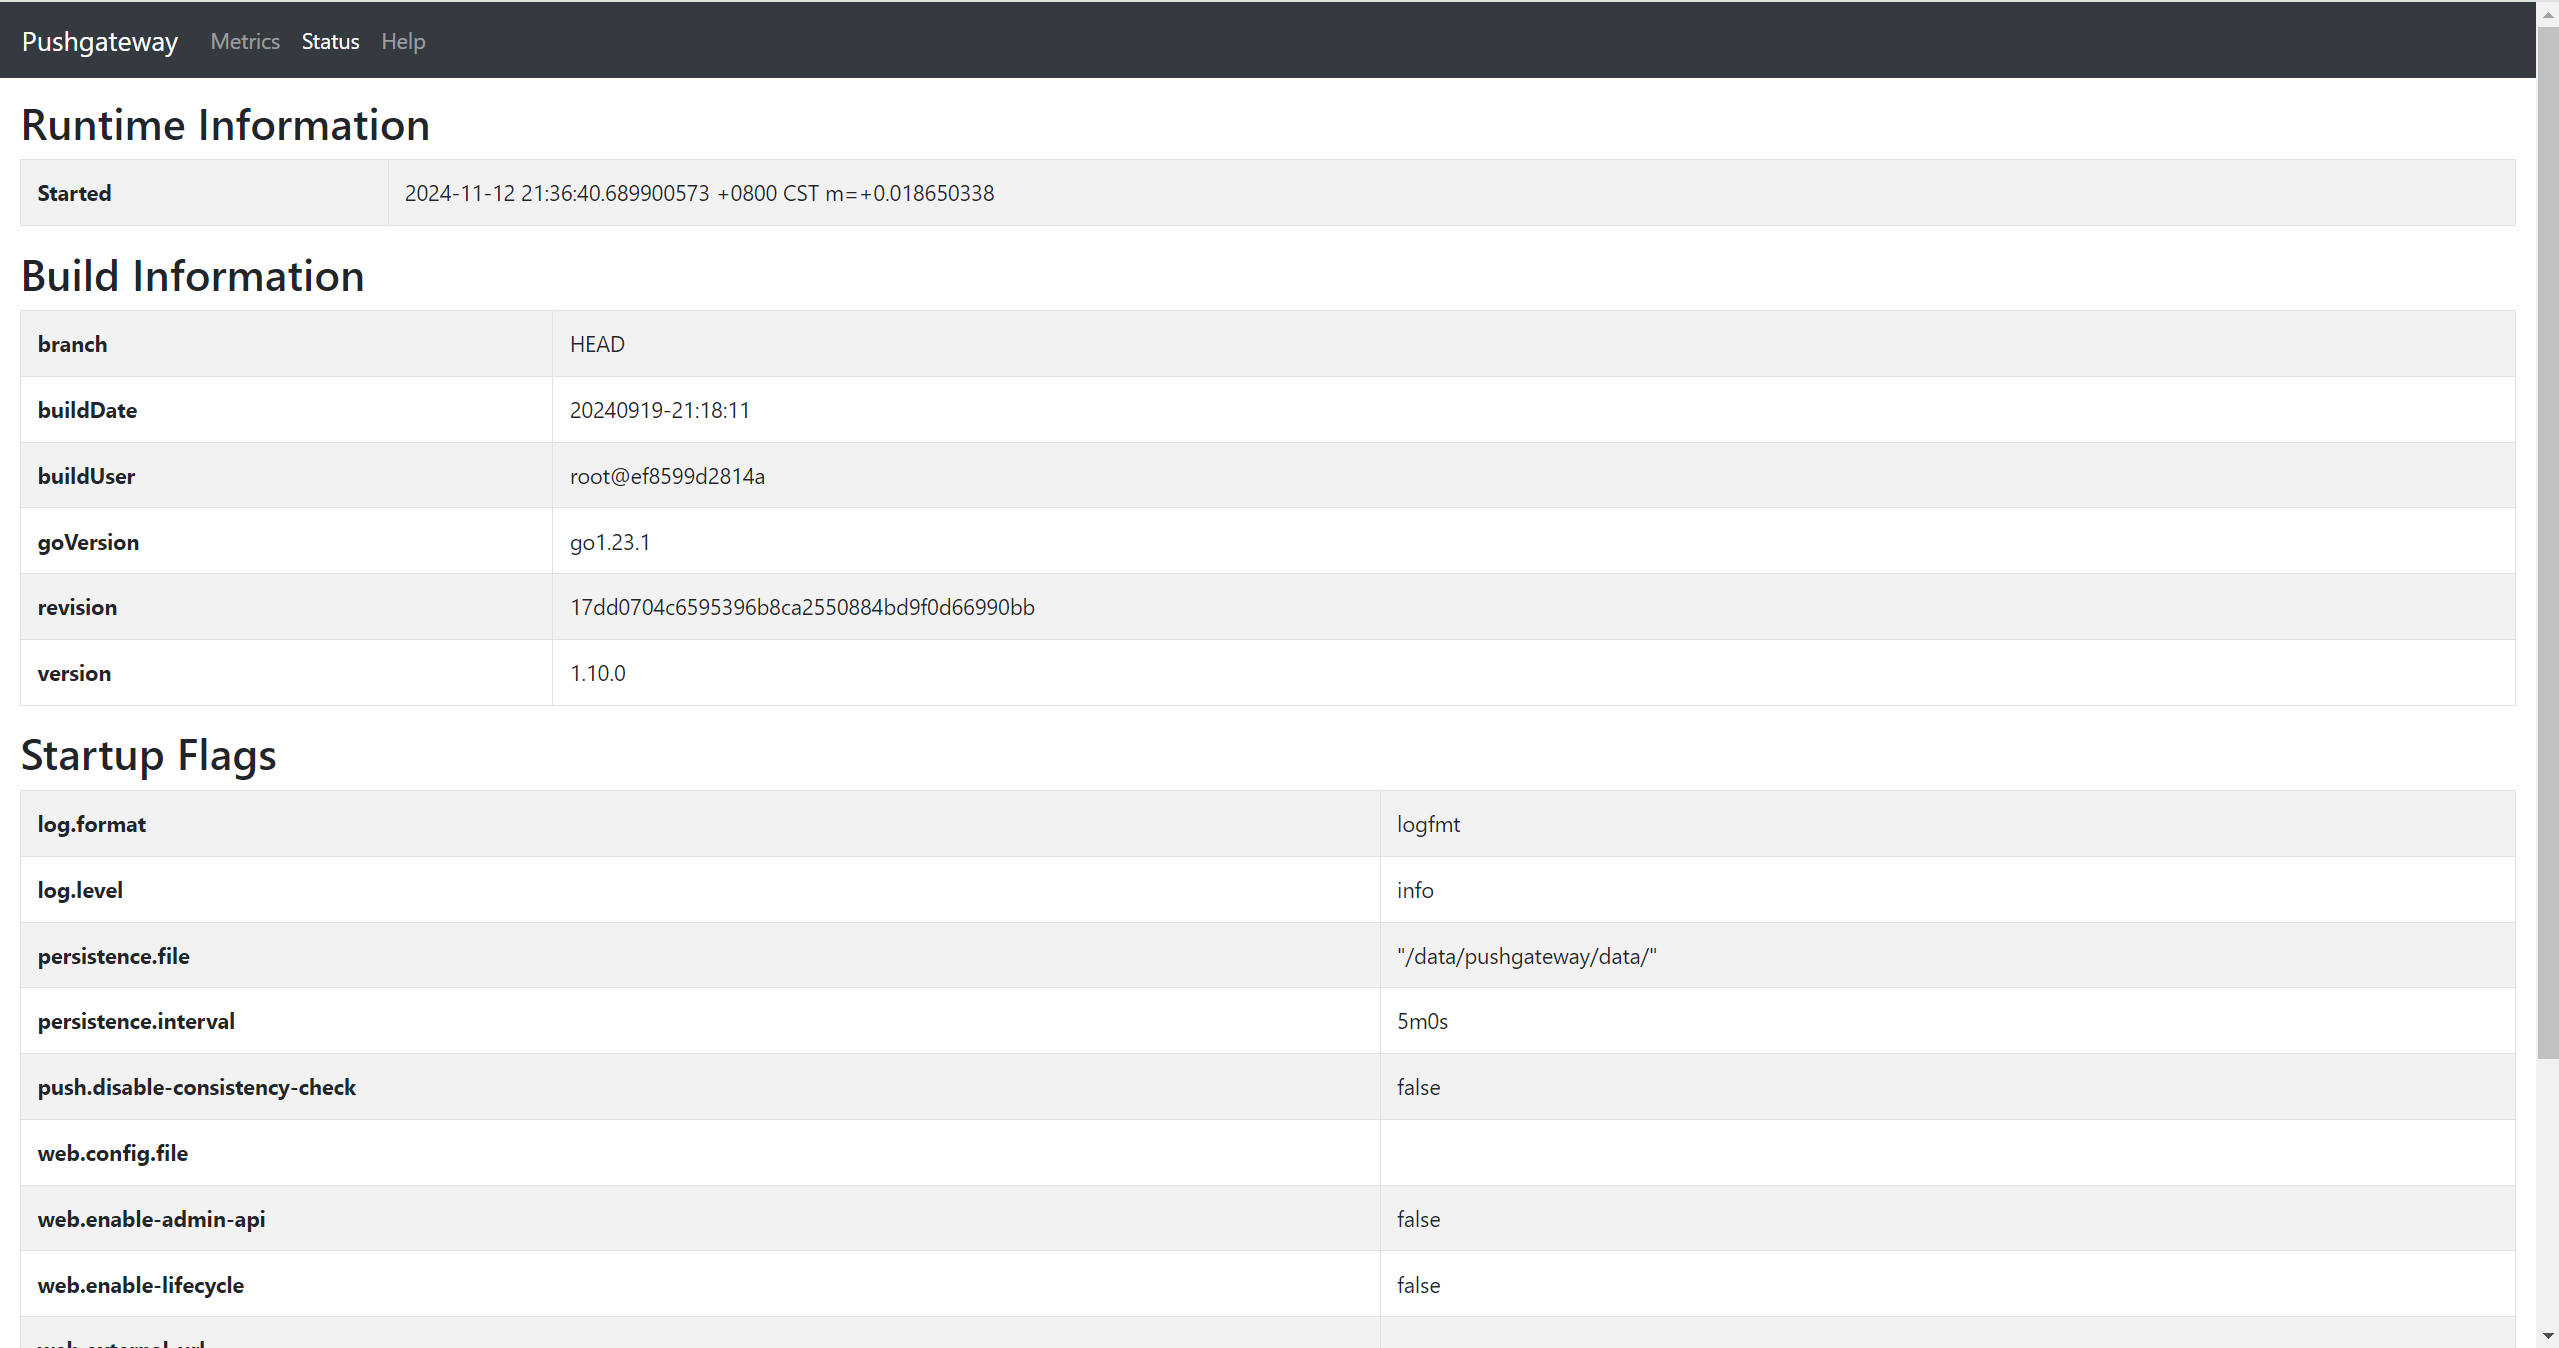 Pushgateway Metrics Status Help
Runtime Information
Started 2024-11-12 21:36:40.689900573 +0800 CST m=+0.018650338
Build Information
branch HEAD
buildDate 20240919-21:18:11
buildUser root@ef8599d2814a
goVersion go1.23.1
revision 17dd0704c6595396b8ca2550884bd9f0d66990bb
version 1.10.0
Startup Flags
log.format logfmt
log.level info
persistence.file "/data/pushgateway/data/"
persistence.interval 5m0s
push.disable-consistency-check false
web.config.file
web.enable-admin-api false
web.enable-lifecycle false